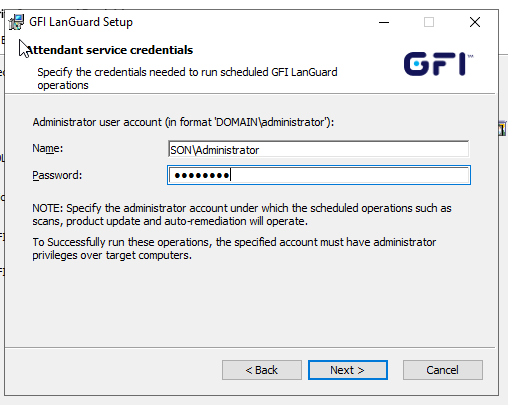 GFI LanGuard Setup
Attendant service credentials
Specify the credentials needed to run scheduled GFI LanGuard
operations
GFI
Administrator user account (in format 'DOMAIN\administrator'):
Name:
SON\Administrator
Password:
●●●●●●●●
NOTE: Specify the administrator account under which the scheduled operations such as
scans, product update and auto-remediation will operate.
To Successfully run these operations, the specified account must have administrator
privileges over target computers.
< Back
Next >
Cancel